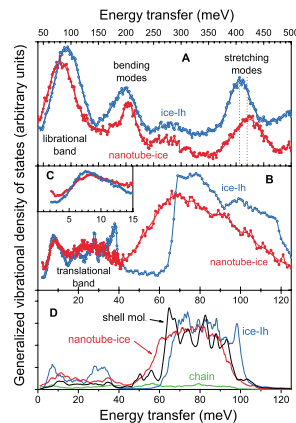 Energy transfer (meV)
50 100 150 200 250 300 350 400 450 500
Generalized vibrational density of states (arbitrary units)
bending
modes
A
stretching
modes
ice-Ih
librational
band
nanotube-ice
C
5 10 15
B
ice-Ih
translational
band
nanotube-ice
D
shell mol.
ice-Ih
nanotube-ice
chain
0 20 40 60 80 100 120
Energy transfer (meV)